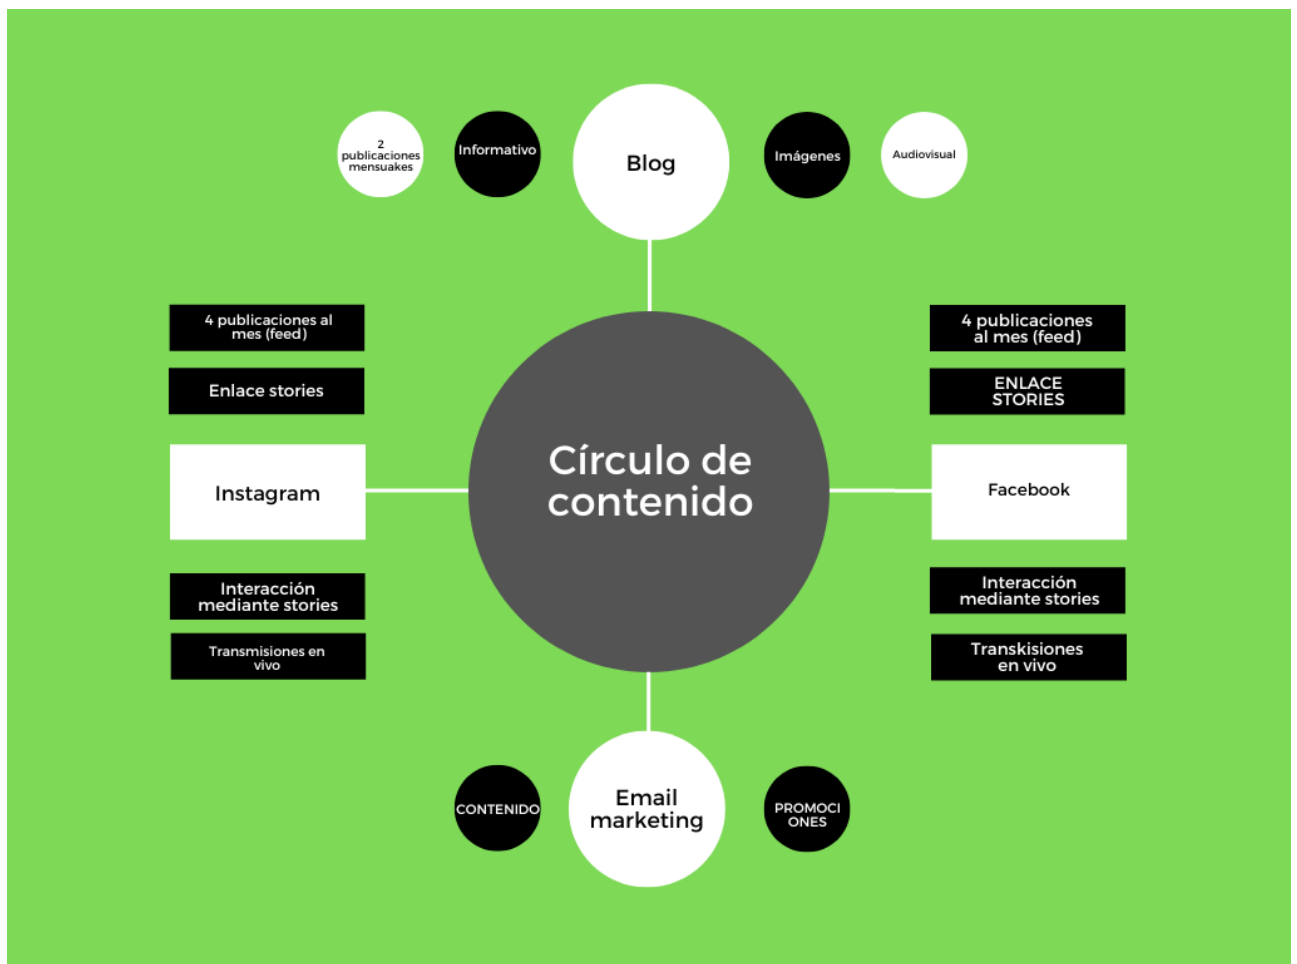 2
publicaciones
mensuakes
Informativo
Blog
Imágenes
Audiovisual
4 publicaciones al
mes (feed)
Enlace stories
Instagram
Interacción
mediante stories
Transmisiones en
vivo
Círculo de
contenido
4 publicaciones
al mes (feed)
ENLACE
STORIES
Facebook
Interacción
mediante stories
Transkisiones
en vivo
CONTENIDO
Email
marketing
PROMOCI
ONES